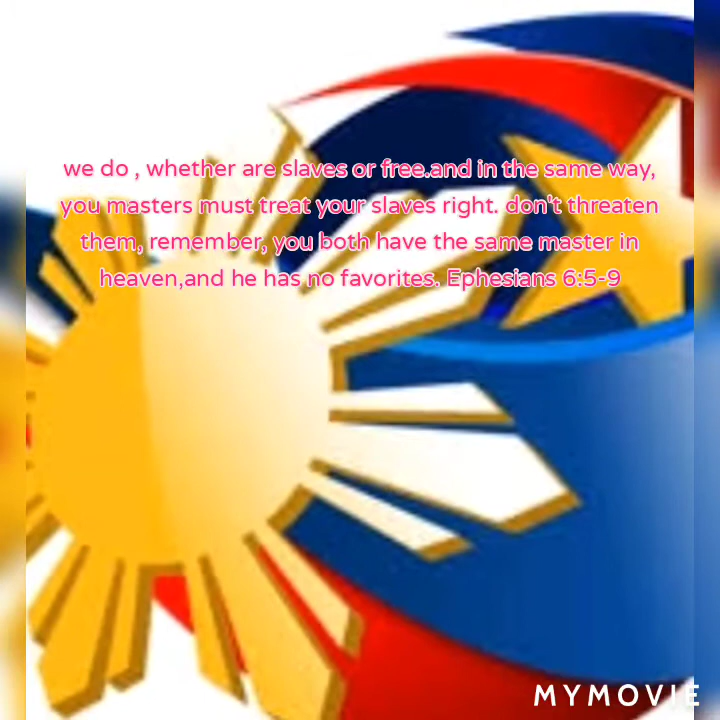 we do , whether are slaves or free.and in the same way,
you masters must treat your slaves right. don't threaten
them, remember, you both have the same master in
heaven,and he has no favorites. Ephesians 6:5-9
MYMOVIE